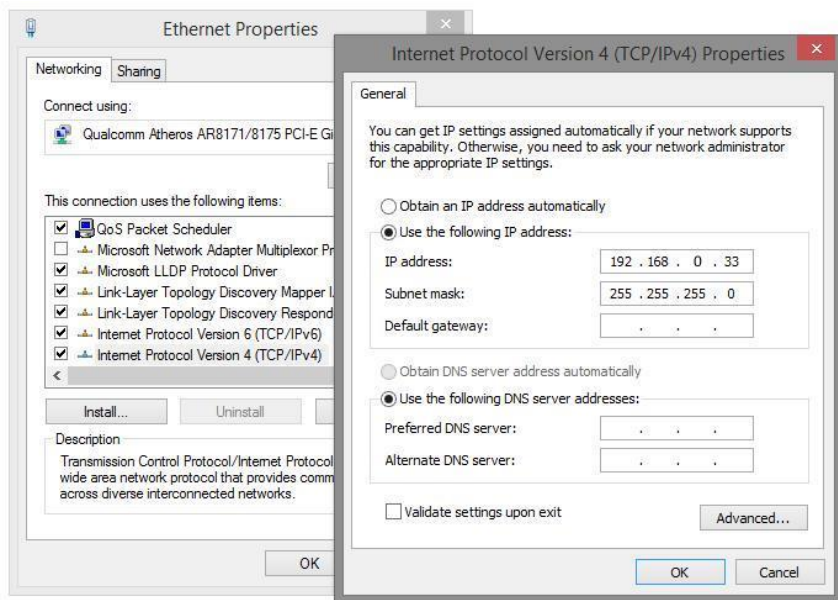 Ethernet Properties
Networking
Sharing
Connect using:
Qualcomm Atheros AR8171/8175 PCI-E Gi
This connection uses the following items:
QoS Packet Scheduler
Microsoft Network Adapter Multiplexor Pr
Microsoft LLDP Protocol Driver
Link-Layer Topology Discovery Mapper I.
Link-Layer Topology Discovery Respond
Internet Protocol Version 6 (TCP/IPv6)
Internet Protocol Version 4 (TCP/IPv4)
Install...
Uninstall
Description
Transmission Control Protocol/Internet Protocol
wide area network protocol that provides comm
across diverse interconnected networks.
OK
Internet Protocol Version 4 (TCP/IPv4) Properties
General
You can get IP settings assigned automatically if your network supports
this capability. Otherwise, you need to ask your network administrator
for the appropriate IP settings.
Obtain an IP address automatically
Use the following IP address:
IP address: 192 . 168 . 0 . 33
Subnet mask: 255 . 255 . 255 . 0
Default gateway: . . .
Obtain DNS server address automatically
Use the following DNS server addresses:
Preferred DNS server: . . .
Alternate DNS server: . . .
Validate settings upon exit
Advanced...
OK
Cancel